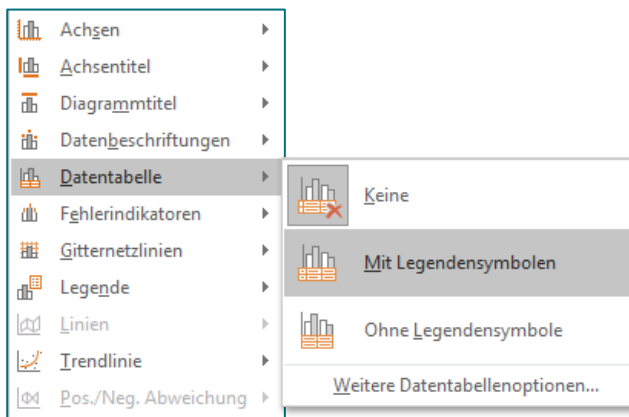 Achsen
Achsentitel
Diagrammtitel
Datenbeschriftungen
Datentabelle
Fehlerindikatoren
Gitternetzlinien
Legende
Linien
Trendlinie
Pos./Neg. Abweichung
Keine
Mit Legendensymbolen
Ohne Legendensymbole
Weitere Datentabellenoptionen...